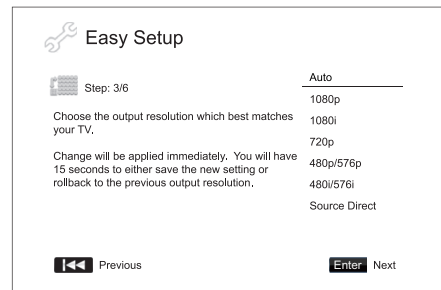 Easy Setup
Step: 3/6
Choose the output resolution which best matches
your TV.
Change will be applied immediately. You will have
15 seconds to either save the new setting or
rollback to the previous output resolution.
Auto
1080p
1080i
720p
480p/576p
480i/576i
Source Direct
Previous
Enter Next